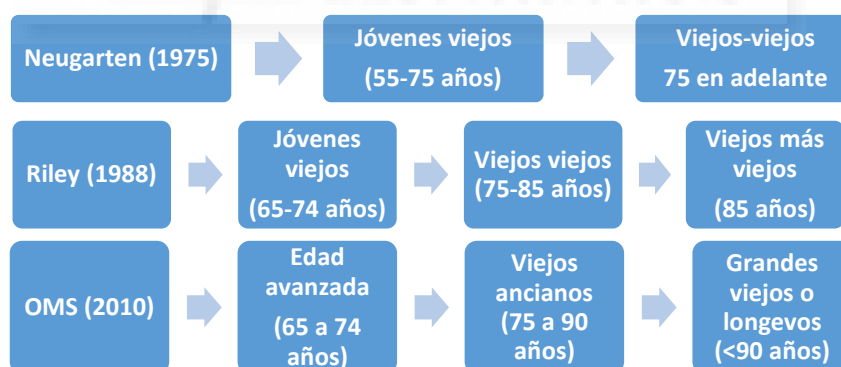 Neugarten (1975)
Jóvenes viejos
(55-75 años)
Viejos-viejos
75 en adelante
Riley (1988)
Jóvenes
viejos
(65-74 años)
Viejos viejos
(75-85 años)
Viejos más
viejos
(85 años)
OMS (2010)
Edad
avanzada
(65 a 74
años)
Viejos
ancianos
(75 a 90
años)
Grandes
viejos o
longevos
(<90 años)